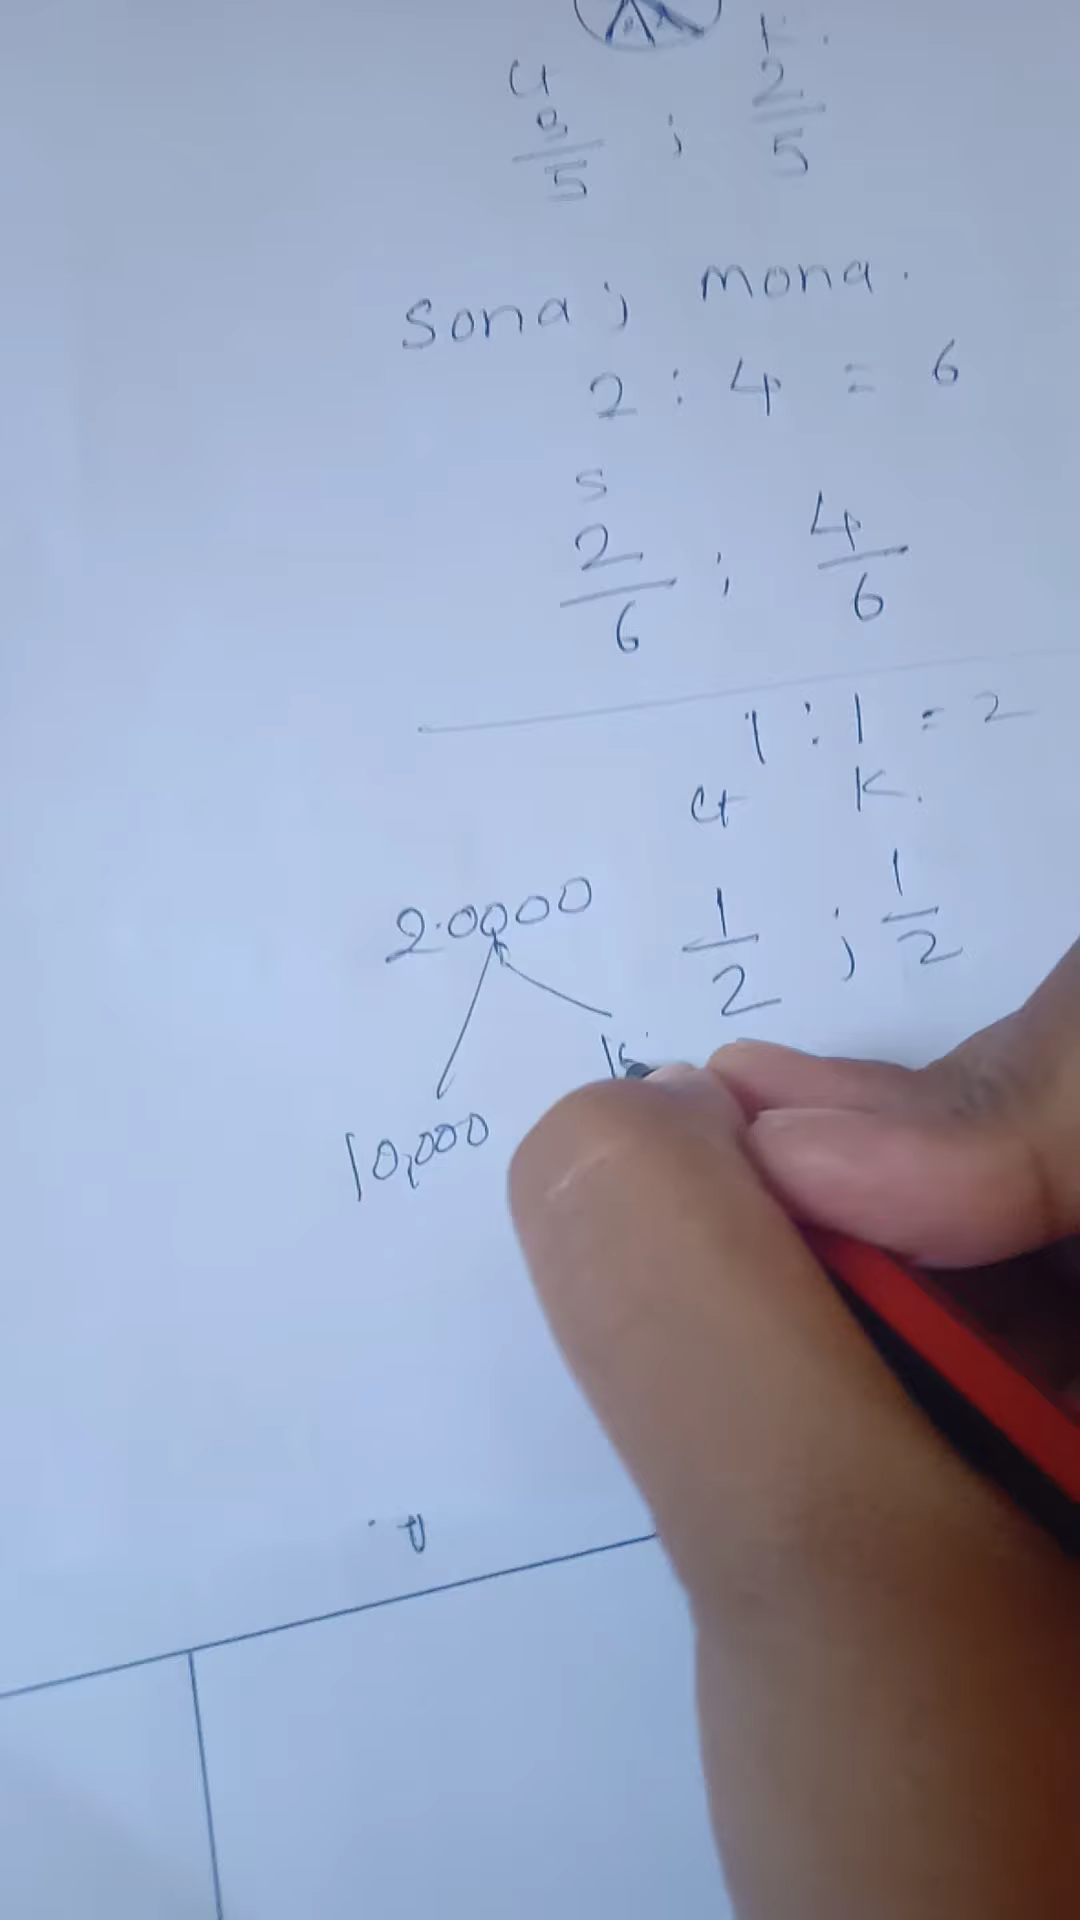 G K.
3/5 ; 2/5
Sona ; mona.
2 : 4 = 6
S
2/6 ; 4/6
1 : 1 = 2
G K.
1/2 ; 1/2
2.0000
10,000